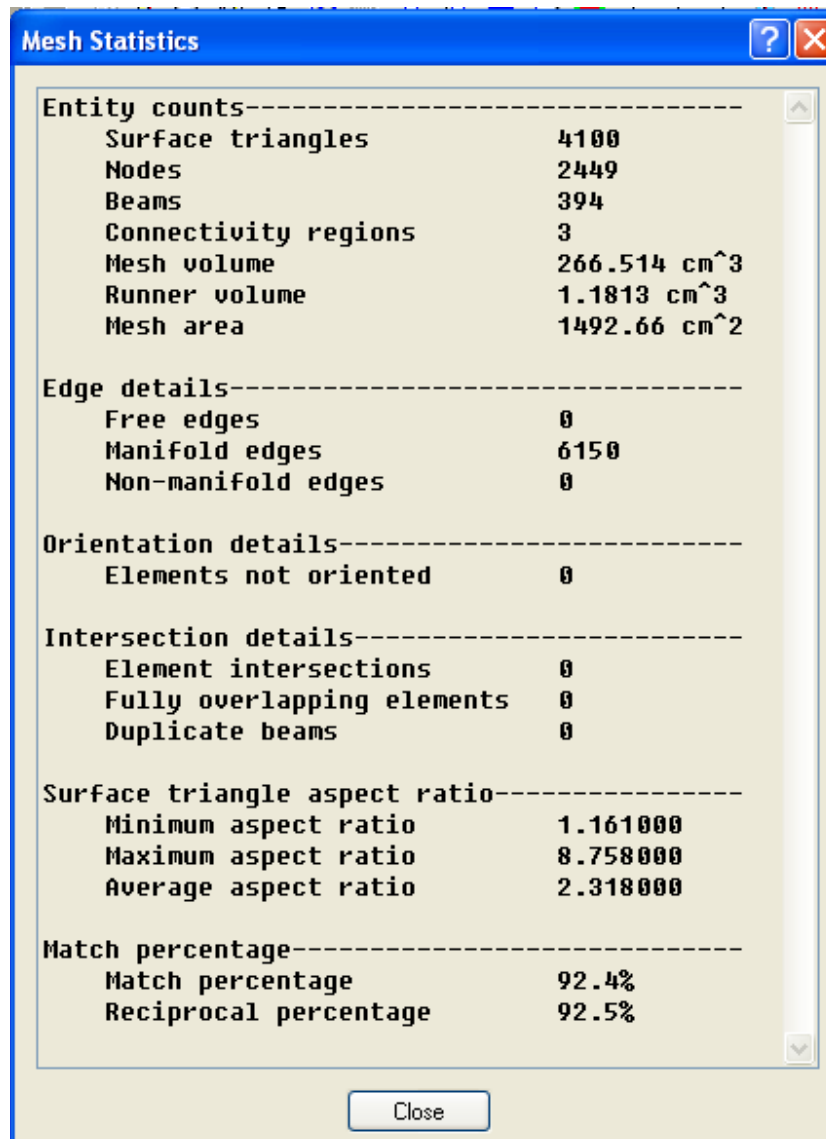 Mesh Statistics
Entity counts--------------------------------
Surface triangles 4100
Nodes 2449
Beams 394
Connectivity regions 3
Mesh volume 266.514 cm^3
Runner volume 1.1813 cm^3
Mesh area 1492.66 cm^2
Edge details---------------------------------
Free edges 0
Manifold edges 6150
Non-manifold edges 0
Orientation details--------------------------
Elements not oriented 0
Intersection details-------------------------
Element intersections 0
Fully overlapping elements 0
Duplicate beams 0
Surface triangle aspect ratio----------------
Minimum aspect ratio 1.161000
Maximum aspect ratio 8.758000
Average aspect ratio 2.318000
Match percentage-----------------------------
Match percentage 92.4%
Reciprocal percentage 92.5%
Close